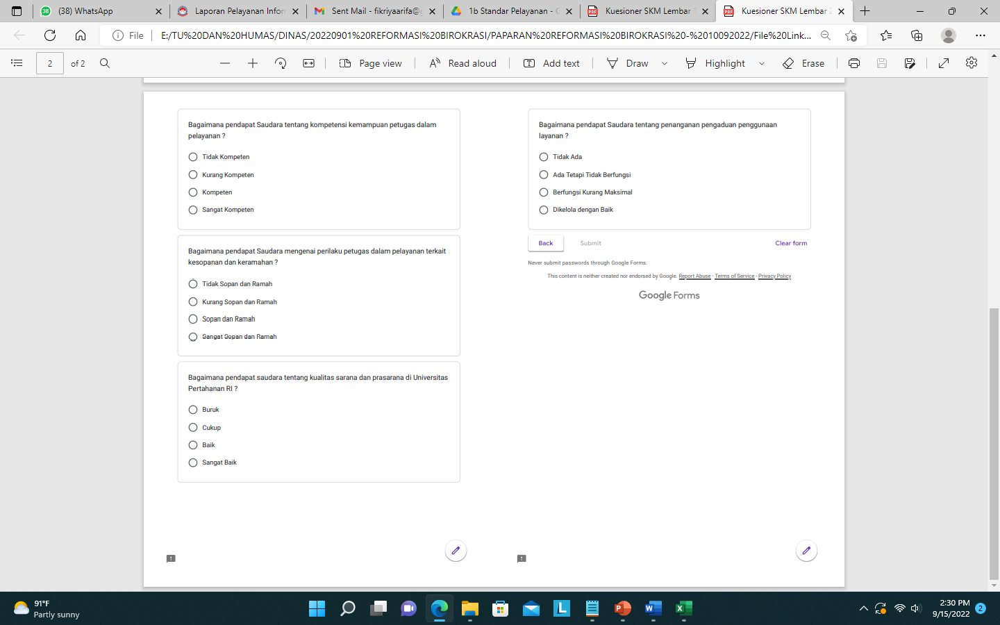 38
(38) WhatsApp
Laporan Pelayanan Infor
Sent Mail - fikriyaarifa@g
1b Standar Pelayanan - G
PDF
Kuesioner SKM Lembar 1
PDF
Kuesioner SKM Lembar 2
File
E:/TU%20DAN%20HUMAS/DINAS/20220901%20REFORMASI%20BIROKRASI/PAPARAN%20REFORMASI%20BIROKRASI%20-%2010092022/File%20Link...
2 of 2
Page view
Read aloud
Add text
Draw
Highlight
Erase
Bagaimana pendapat Saudara tentang kompetensi kemampuan petugas dalam
pelayanan ?
Tidak Kompeten
Kurang Kompeten
Kompeten
Sangat Kompeten
Bagaimana pendapat Saudara mengenai perilaku petugas dalam pelayanan terkait
kesopanan dan keramahan ?
Tidak Sopan dan Ramah
Kurang Sopan dan Ramah
Sopan dan Ramah
Sangat Sopan dan Ramah
Bagaimana pendapat saudara tentang kualitas sarana dan prasarana di Universitas
Pertahanan RI ?
Buruk
Cukup
Baik
Sangat Baik
Bagaimana pendapat Saudara tentang penanganan pengaduan penggunaan
layanan ?
Tidak Ada
Ada Tetapi Tidak Berfungsi
Berfungsi Kurang Maksimal
Dikelola dengan Baik
Back
Submit
Clear form
Never submit passwords through Google Forms.
This content is neither created nor endorsed by Google. Report Abuse - Terms of Service - Privacy Policy
Google Forms
91°F
Partly sunny
L
P
W
X
2:30 PM
9/15/2022
2